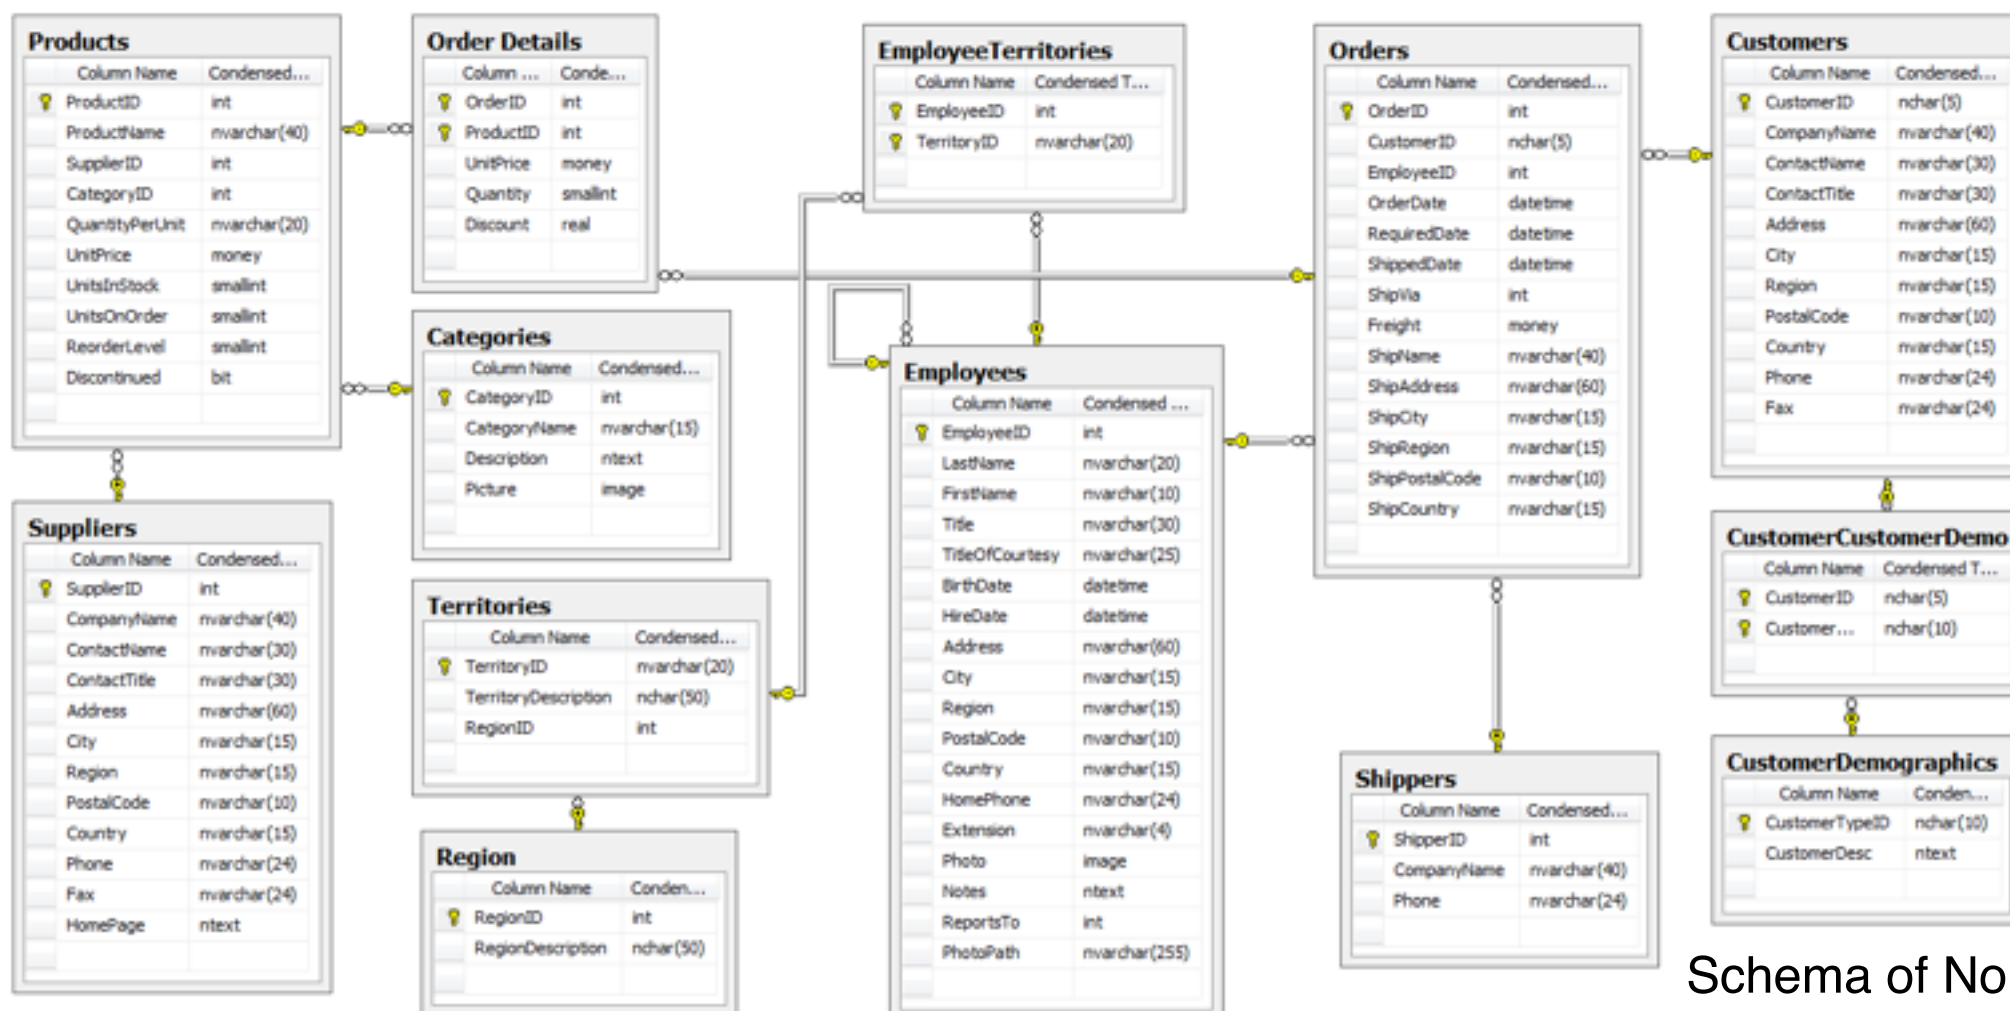 Products
Column Name Condensed...
ProductID int
ProductName nvarchar(40)
SupplierID int
CategoryID int
QuantityPerUnit nvarchar(20)
UnitPrice money
UnitsInStock smallint
UnitsOnOrder smallint
ReorderLevel smallint
Discontinued bit
Order Details
Column ... Conde...
OrderID int
ProductID int
UnitPrice money
Quantity smallint
Discount real
EmployeeTerritories
Column Name Condensed T...
EmployeeID int
TerritoryID nvarchar(20)
Orders
Column Name Condensed...
OrderID int
CustomerID nchar(5)
EmployeeID int
OrderDate datetime
RequiredDate datetime
ShippedDate datetime
ShipVia int
Freight money
ShipName nvarchar(40)
ShipAddress nvarchar(60)
ShipCity nvarchar(15)
ShipRegion nvarchar(15)
ShipPostalCode nvarchar(10)
ShipCountry nvarchar(15)
Customers
Column Name Condensed...
CustomerID nchar(5)
CompanyName nvarchar(40)
ContactName nvarchar(30)
ContactTitle nvarchar(30)
Address nvarchar(60)
City nvarchar(15)
Region nvarchar(15)
PostalCode nvarchar(10)
Country nvarchar(15)
Phone nvarchar(24)
Fax nvarchar(24)
Categories
Column Name Condensed...
CategoryID int
CategoryName nvarchar(15)
Description ntext
Picture image
Employees
Column Name Condensed ...
EmployeeID int
LastName nvarchar(20)
FirstName nvarchar(10)
Title nvarchar(30)
TitleOfCourtesy nvarchar(25)
BirthDate datetime
HireDate datetime
Address nvarchar(60)
City nvarchar(15)
Region nvarchar(15)
PostalCode nvarchar(10)
Country nvarchar(15)
HomePhone nvarchar(24)
Extension nvarchar(4)
Photo image
Notes ntext
ReportsTo int
PhotoPath nvarchar(255)
Suppliers
Column Name Condensed...
SupplierID int
CompanyName nvarchar(40)
ContactName nvarchar(30)
ContactTitle nvarchar(30)
Address nvarchar(60)
City nvarchar(15)
Region nvarchar(15)
PostalCode nvarchar(10)
Country nvarchar(15)
Phone nvarchar(24)
Fax nvarchar(24)
HomePage ntext
Territories
Column Name Condensed...
TerritoryID nvarchar(20)
TerritoryDescription nchar(50)
RegionID int
Region
Column Name Conden...
RegionID int
RegionDescription nchar(50)
CustomerCustomerDemo
Column Name Condensed T...
CustomerID nchar(5)
Customer... nchar(10)
Shippers
Column Name Condensed...
ShipperID int
CompanyName nvarchar(40)
Phone nvarchar(24)
CustomerDemographics
Column Name Conden...
CustomerTypeID nchar(10)
CustomerDesc ntext
Schema of No